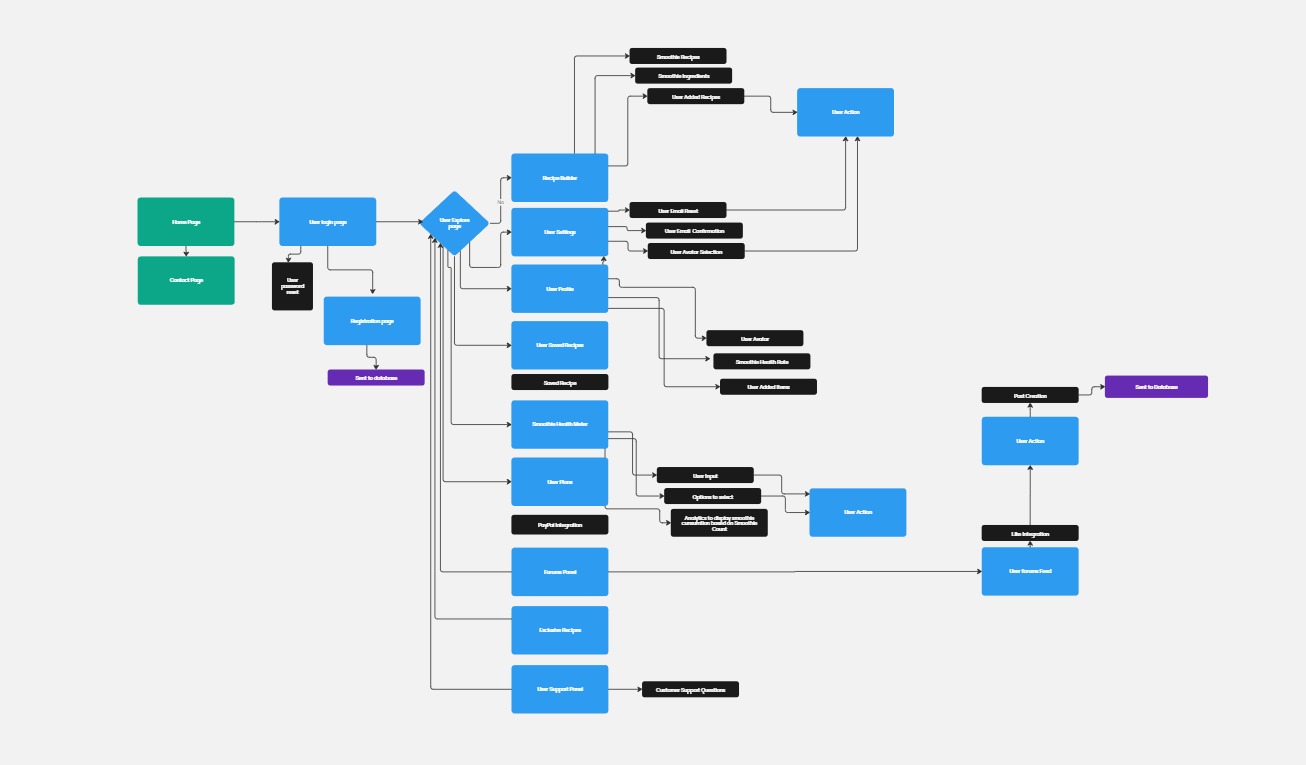 Smoothie Recipes
Smoothie Ingredients
User Added Recipes
User Action
Recipe Builder
No
Home Page
User login page
User Explore
page
User Settings
User Email Reset
User Email Confirmation
User Avatar Selection
Contact Page
User
password
reset
User Profile
Registration page
User Avatar
User Saved Recipes
Smoothie Health Rate
Sent to database
Saved Recipe
User Added Items
Sent to Database
Post Creation
Smoothie Health Meter
User Action
User Plans
User Input
Options to select
Analytics to display smoothie
Count
User Action
PayPal Integration
Like Integration
Forums Panel
User forums Feed
Exclusive Recipes
User Support Panel
Customer Support Questions